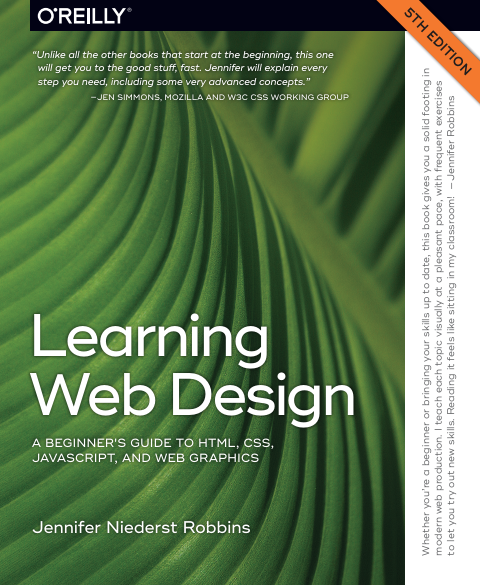 O'REILLY®
5TH EDITION
“Unlike all the other books that start at the beginning, this one
will get you to the good stuff, fast. Jennifer will explain every
step you need, including some very advanced concepts.”
—JEN SIMMONS, MOZILLA AND W3C CSS WORKING GROUP
Learning
Web Design
A BEGINNER'S GUIDE TO HTML, CSS,
JAVASCRIPT, AND WEB GRAPHICS
Jennifer Niederst Robbins
Whether you're a beginner or bringing your skills up to date, this book gives you a solid footing in
modern web production. I teach each topic visually at a pleasant pace, with frequent exercises
to let you try out new skills. Reading it feels like sitting in my classroom! — Jennifer Robbins